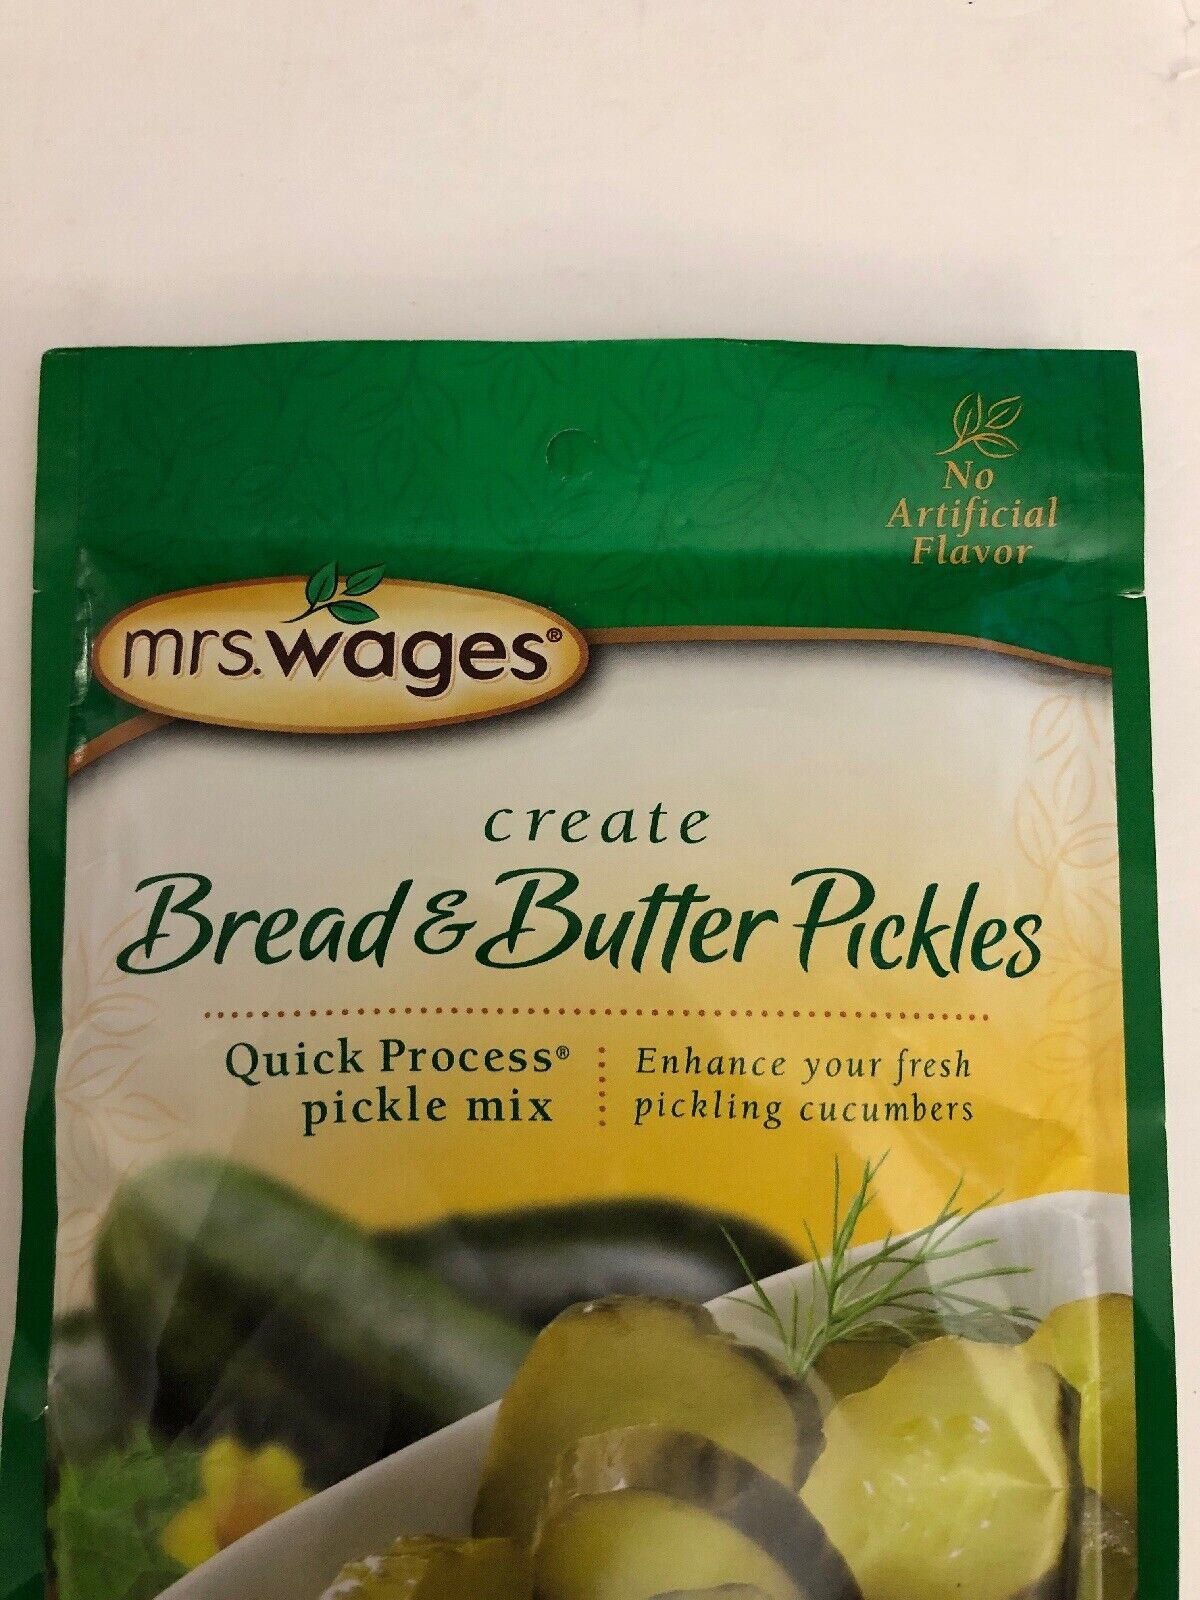 No
Artificial
Flavor
mrs.wages®
create
Bread & Butter Pickles
Quick Process®
pickle mix
Enhance your fresh
pickling cucumbers